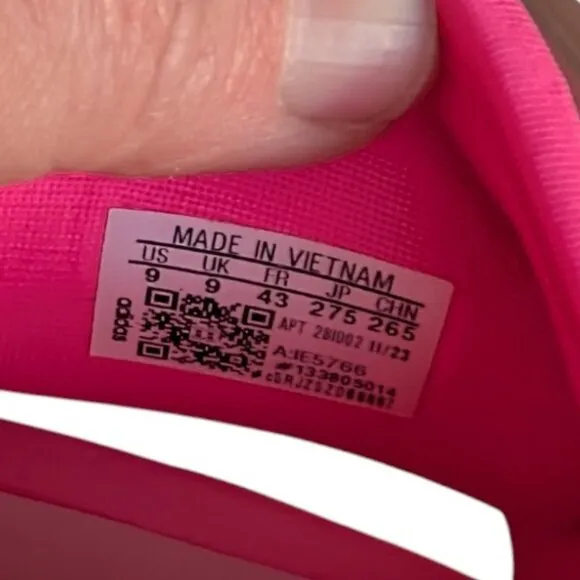 MADE IN VIETNAM
US UK FR JP CHN
9 9 43 275 265
APT 281002 11/23
A:IE5766
#133805014
adidas